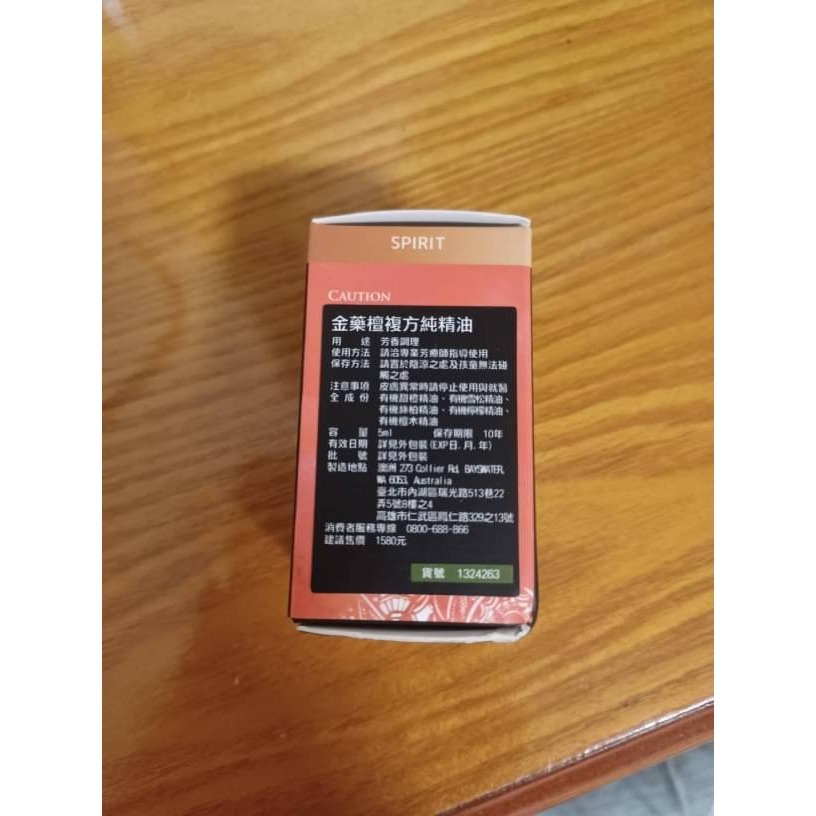 SPIRIT
CAUTION
金藥檀複方純精油
用 途 芳香調理
使用方法 請洽專業芳療師指導使用
保存方法 請置於陰涼之處及孩童無法碰
觸之處
注意事項 皮膚異常時請停止使用與就醫
全成份 有機甜橙精油、有機雪松精油、
有機絲柏精油、有機檸檬精油、
有機檀木精油
容 量 5ml 保存期限 10年
有效日期 詳見外包裝(EXP日.月.年)
批 號 詳見外包裝
製造地點 澳洲 273 Collier Rd. BAYSWATER,
WA 6053, Australia
臺北市內湖區瑞光路513巷22
弄5號8樓之4
高雄市仁武區鳳仁路329之13號
消費者服務專線 0800-688-866
建議售價 1580元
貨號 1324263